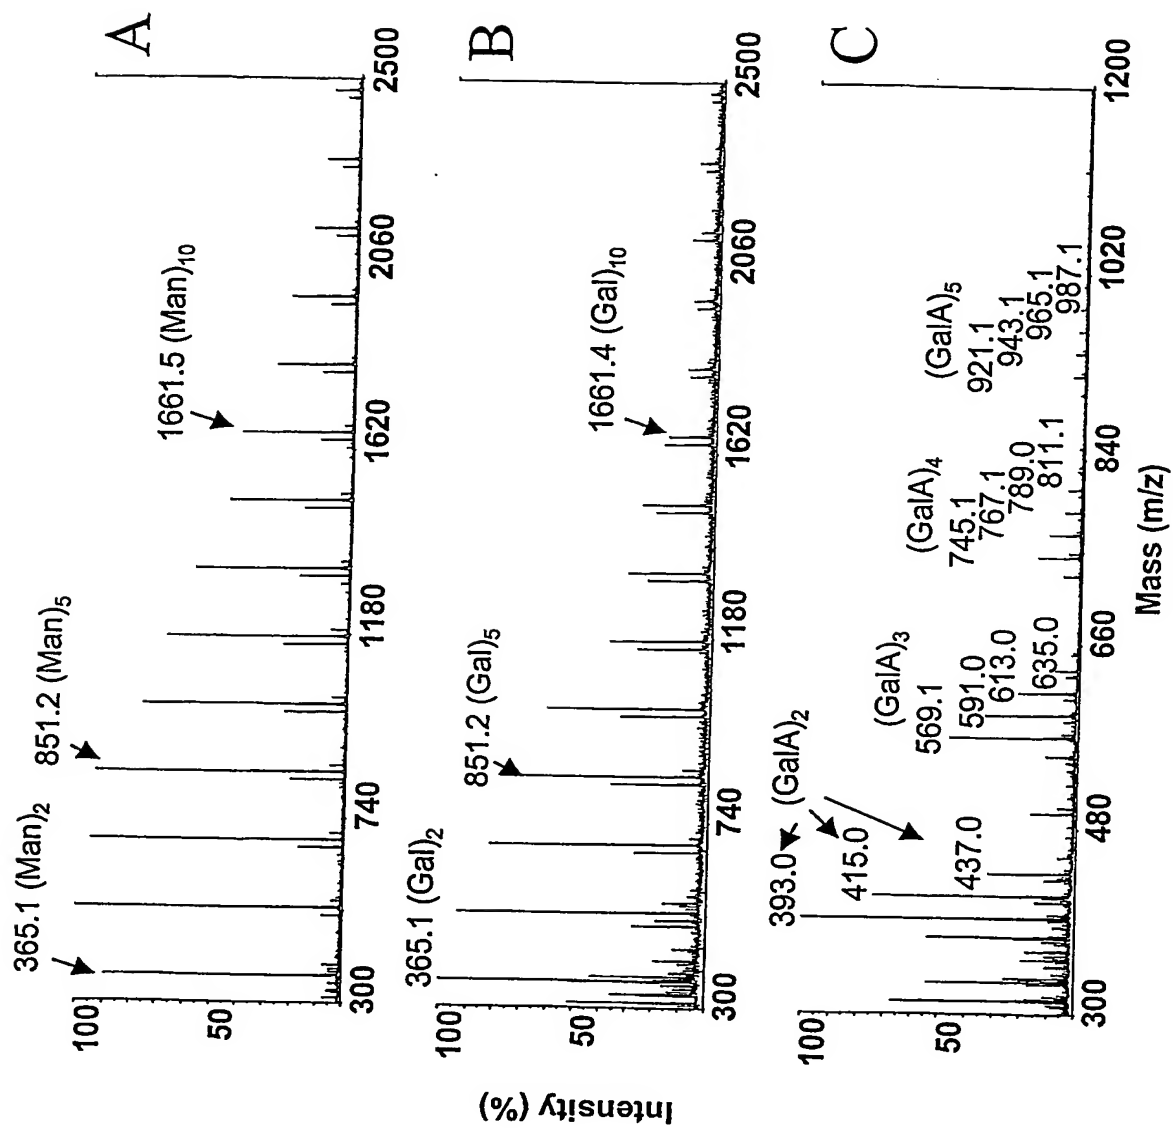 A
365.1 (Man)2
851.2 (Man)5
1661.5 (Man)10
100
50
300
740
1180
1620
2060
2500
B
365.1 (Gal)2
851.2 (Gal)5
1661.4 (Gal)10
100
50
300
740
1180
1620
2060
2500
C
393.0
(GalA)2
415.0
437.0
(GalA)3
569.1
591.0
613.0
635.0
(GalA)4
745.1
767.1
789.0
811.1
(GalA)5
921.1
943.1
965.1
987.1
100
50
300
480
660
840
1020
1200
Mass (m/z)
Intensity (%)